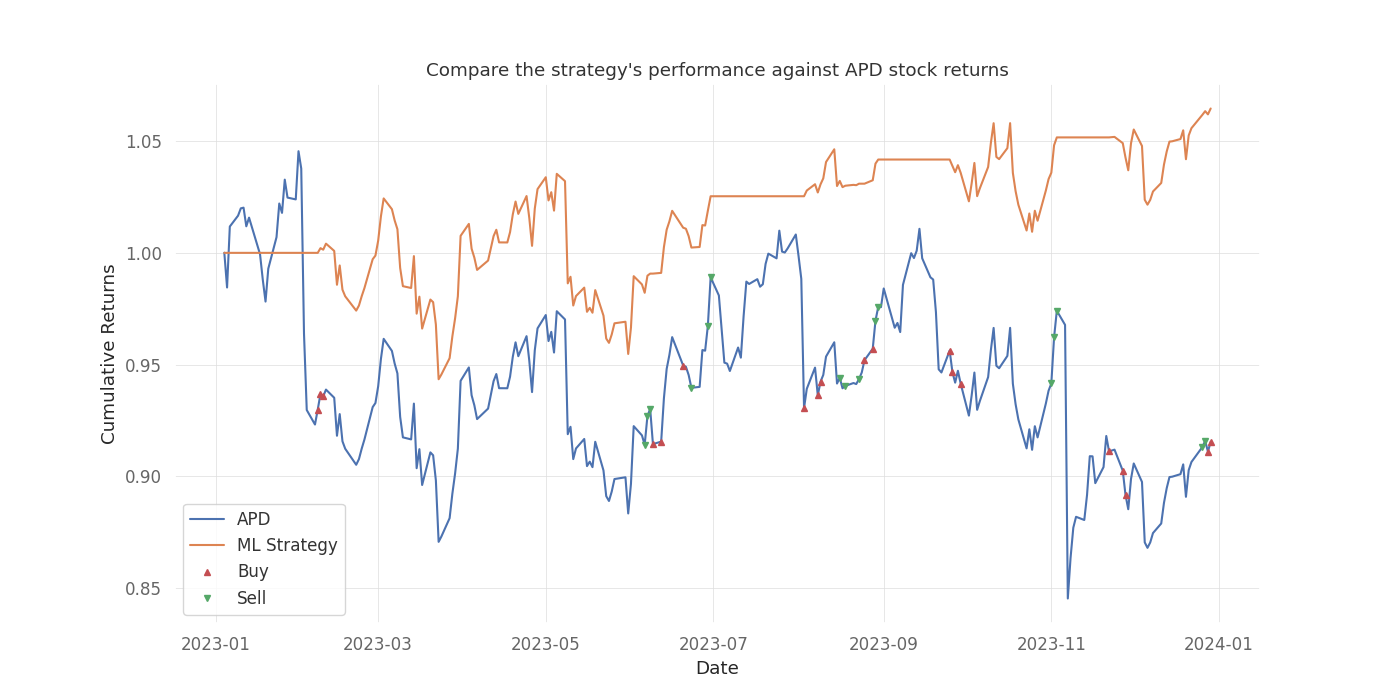 Compare the strategy's performance against APD stock returns
Cumulative Returns
1.05
1.00
0.95
0.90
0.85
APD
ML Strategy
Buy
Sell
2023-01 2023-03 2023-05 2023-07 2023-09 2023-11 2024-01
Date